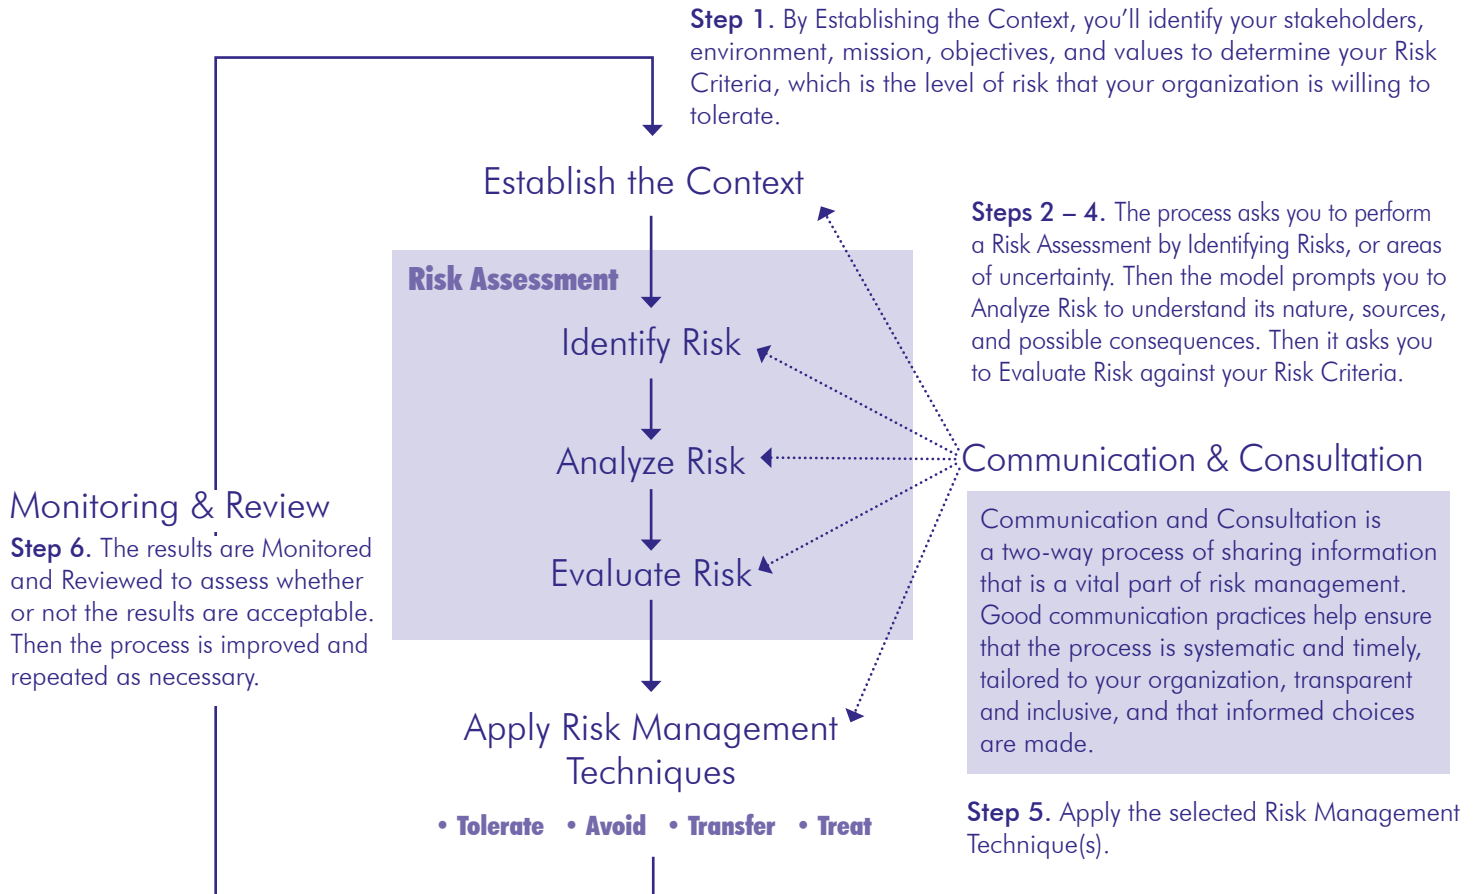 Step 1. By Establishing the Context, you’ll identify your stakeholders,
environment, mission, objectives, and values to determine your Risk
Criteria, which is the level of risk that your organization is willing to
tolerate.
Establish the Context
Steps 2 – 4. The process asks you to perform
a Risk Assessment by Identifying Risks, or areas
of uncertainty. Then the model prompts you to
Analyze Risk to understand its nature, sources,
and possible consequences. Then it asks you
to Evaluate Risk against your Risk Criteria.
Risk Assessment
Identify Risk
Analyze Risk
Evaluate Risk
Communication & Consultation
Communication and Consultation is
a two-way process of sharing information
that is a vital part of risk management.
Good communication practices help ensure
that the process is systematic and timely,
tailored to your organization, transparent
and inclusive, and that informed choices
are made.
Monitoring & Review
Step 6. The results are Monitored
and Reviewed to assess whether
or not the results are acceptable.
Then the process is improved and
repeated as necessary.
Apply Risk Management
Techniques
• Tolerate • Avoid • Transfer • Treat
Step 5. Apply the selected Risk Management
Technique(s).